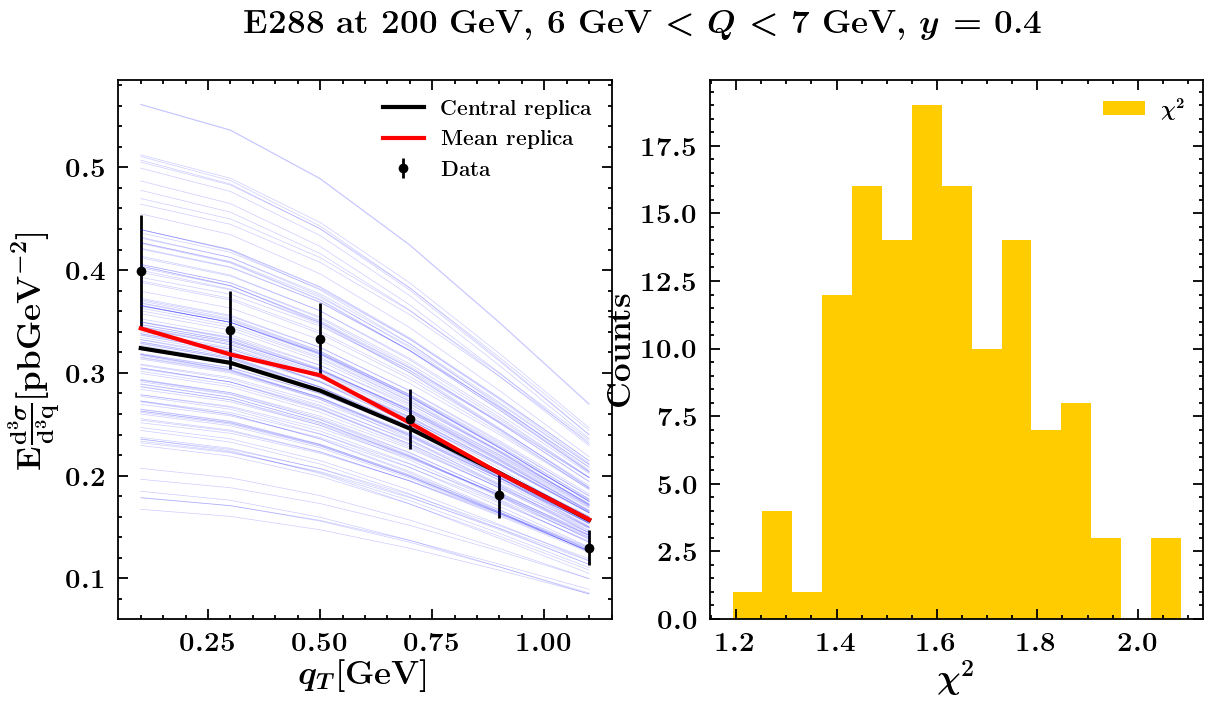 E288 at 200 GeV, 6 GeV < Q < 7 GeV, y = 0.4
E d³σ/d³q [pbGeV⁻²]
0.5
0.4
0.3
0.2
0.1
Central replica
Mean replica
Data
0.25 0.50 0.75 1.00
q_T[GeV]
Counts
17.5
15.0
12.5
10.0
7.5
5.0
2.5
0.0
χ²
1.2 1.4 1.6 1.8 2.0
χ²